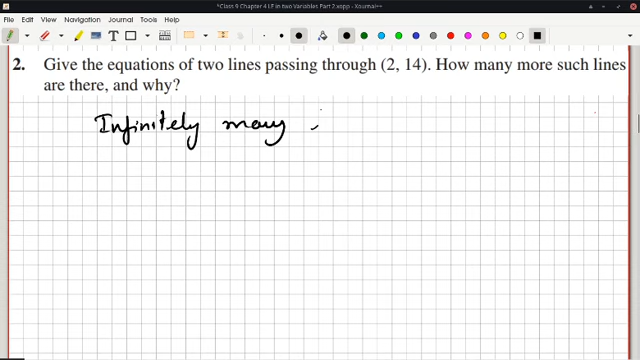 *Class 9 Chapter 4 LE in two Variables Part 2.xopp - Xournal++
File Edit View Navigation Journal Tools Plugin Help
2. Give the equations of two lines passing through (2, 14). How many more such lines
are there, and why?
Infinitely many